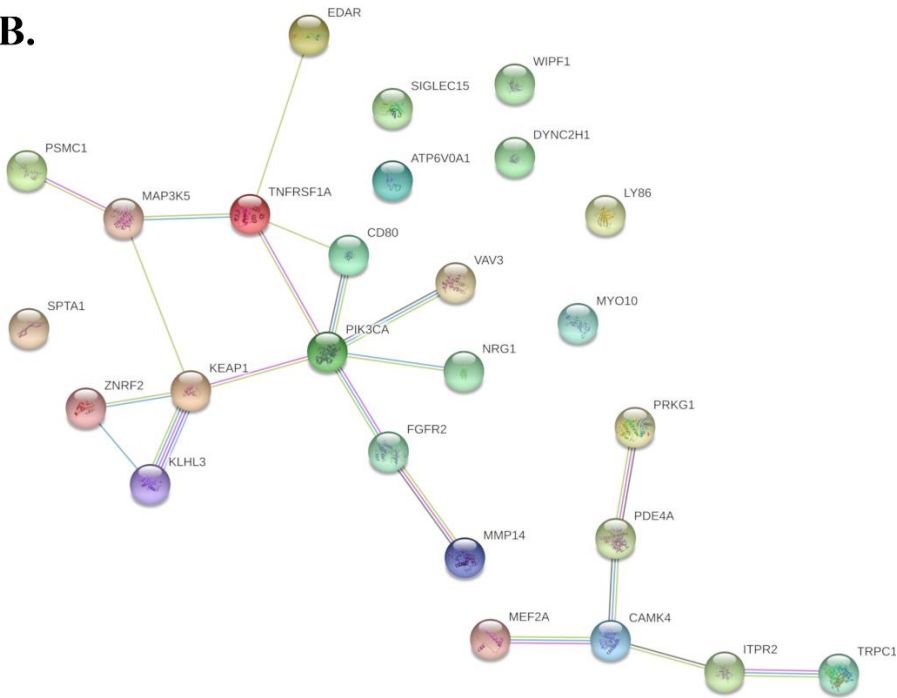 B.
EDAR
WIPF1
SIGLEC15
DYNC2H1
PSMC1
ATP6V0A1
MAP3K5
TNFRSF1A
LY86
CD80
VAV3
SPTA1
MYO10
PIK3CA
NRG1
KEAP1
ZNRF2
PRKG1
FGFR2
KLHL3
PDE4A
MMP14
MEF2A
CAMK4
ITPR2
TRPC1